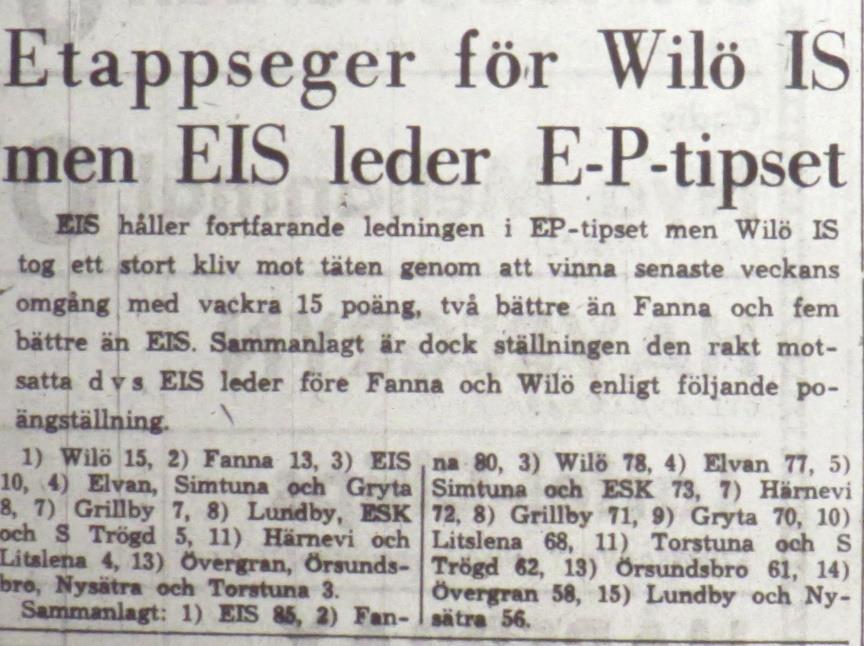 Etappseger för Wilö IS
men EIS leder E-P-tipset
EIS håller fortfarande ledningen i EP-tipset men Wilö IS
tog ett stort kliv mot täten genom att vinna senaste veckans
omgång med vackra 15 poäng, två bättre än Fanna och fem
bättre än EIS. Sammanlagt är dock ställningen den rakt mot-
satta d v s EIS leder före Fanna och Wilö enligt följande po-
ängställning.
1) Wilö 15, 2) Fanna 13, 3) EIS
10, 4) Elvan, Simtuna och Gryta
8, 7) Grillby 7, 8) Lundby, ESK
och S Trögd 5, 11) Härnevi och
Litslena 4, 13) Övergran, Örsunds-
bro, Nysätra och Torstuna 3.
Sammanlagt: 1) EIS 85, 2) Fan-
na 80, 3) Wilö 78, 4) Elvan 77, 5)
Simtuna och ESK 73, 7) Härnevi
72, 8) Grillby 71, 9) Gryta 70, 10)
Litslena 68, 11) Torstuna och S
Trögd 62, 13) Örsundsbro 61, 14)
Övergran 58, 15) Lundby och Ny-
sätra 56.